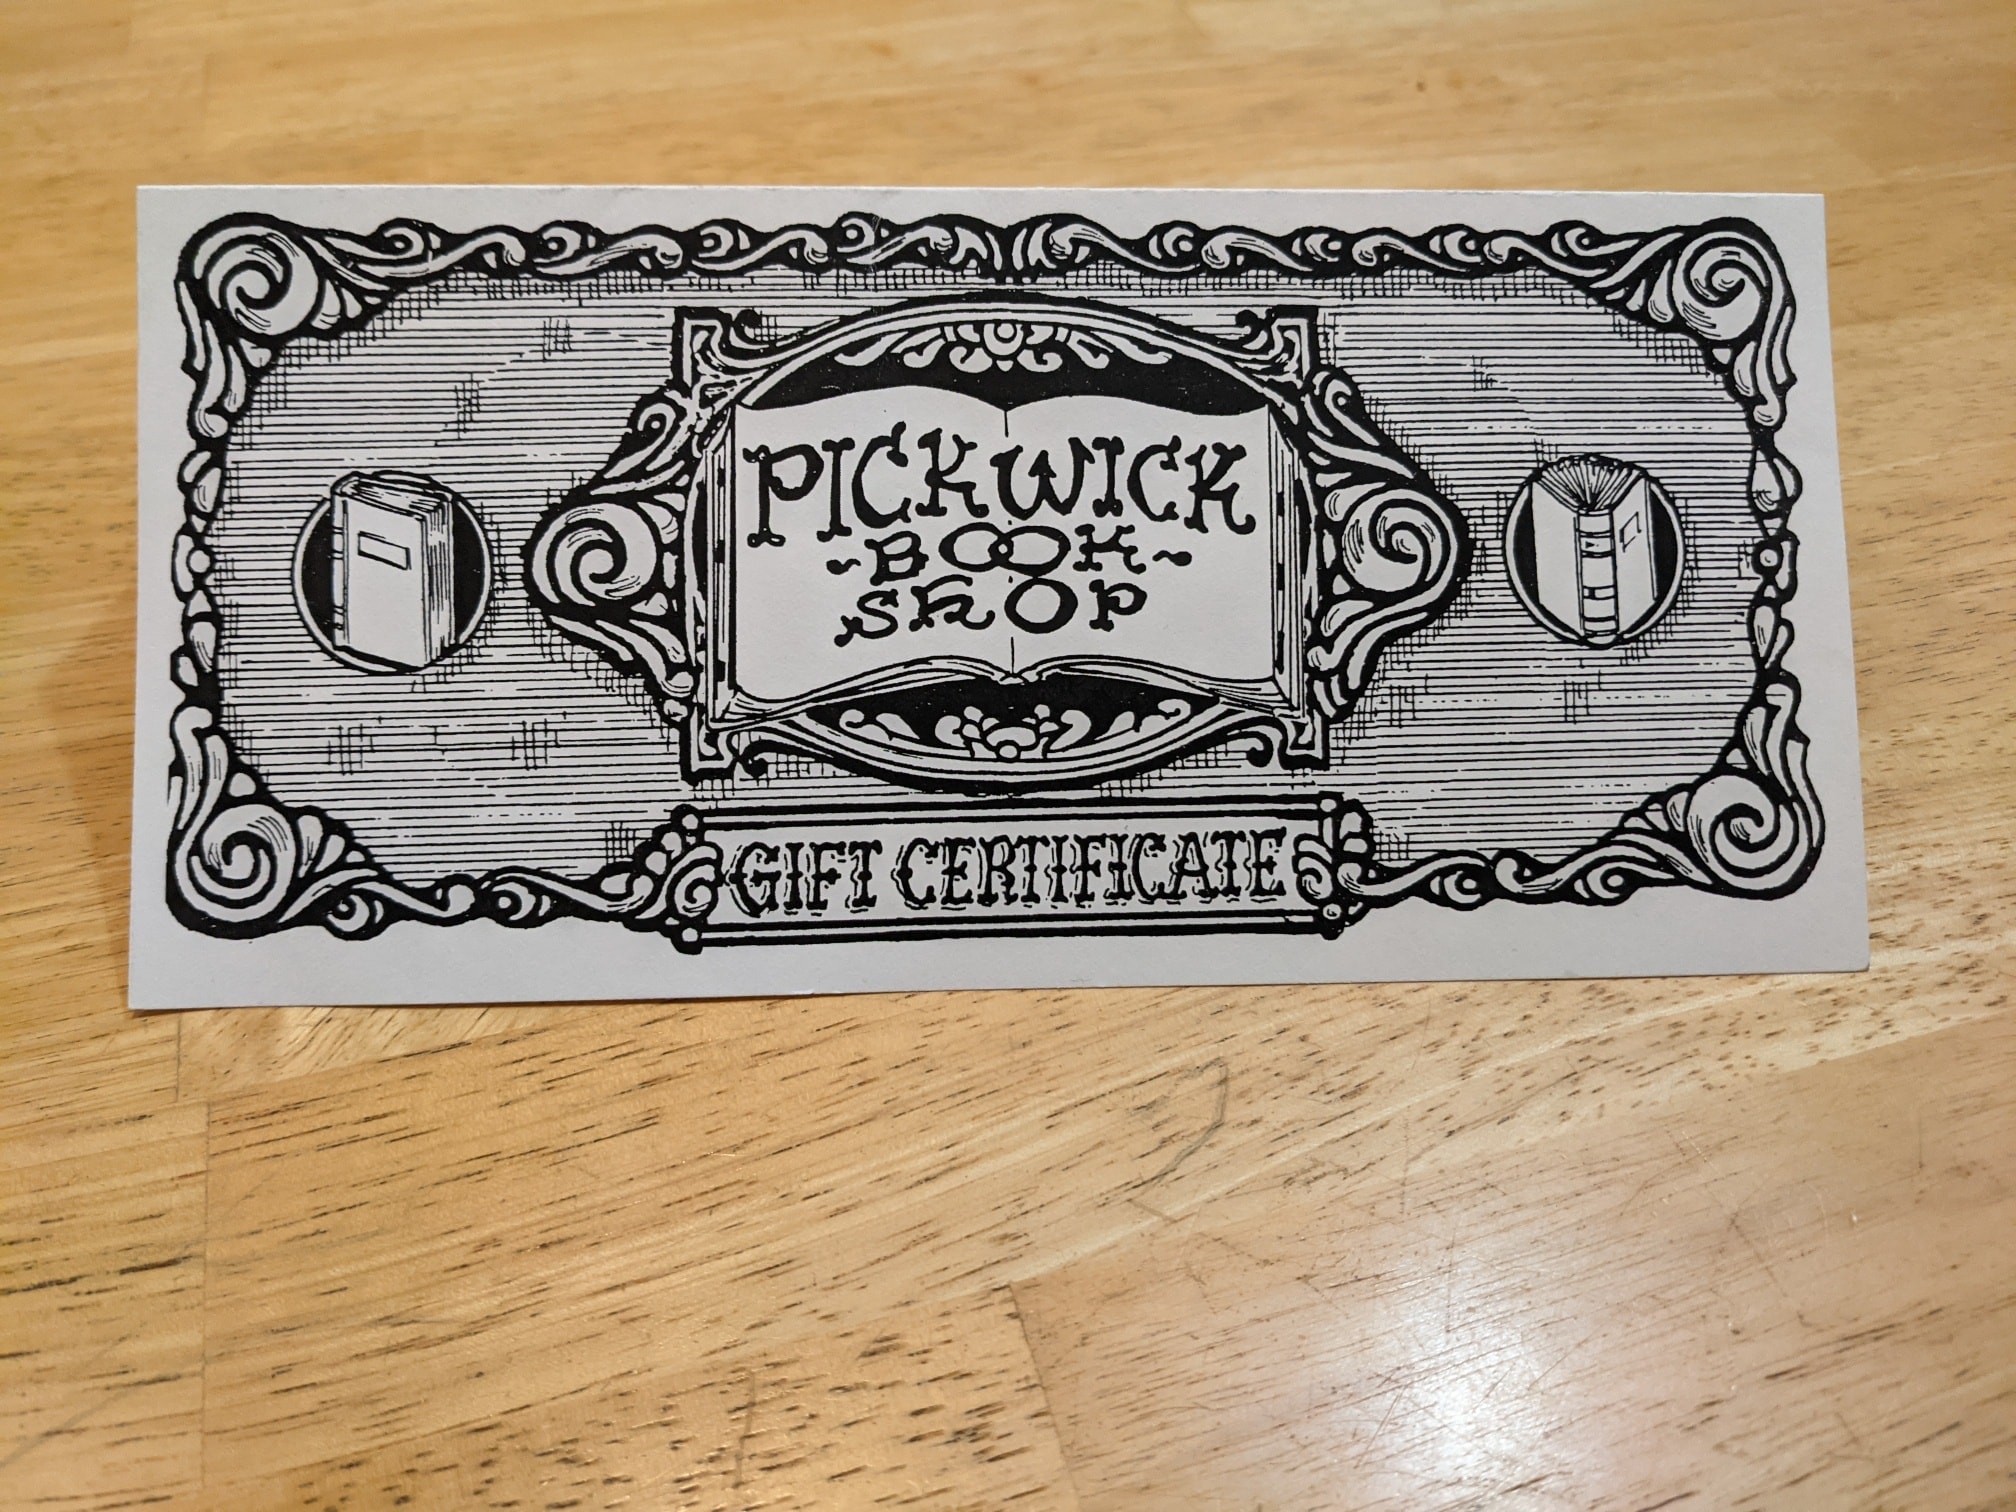 PICKWICK
~BOOK~
SHOP
GIFT CERTIFICATE